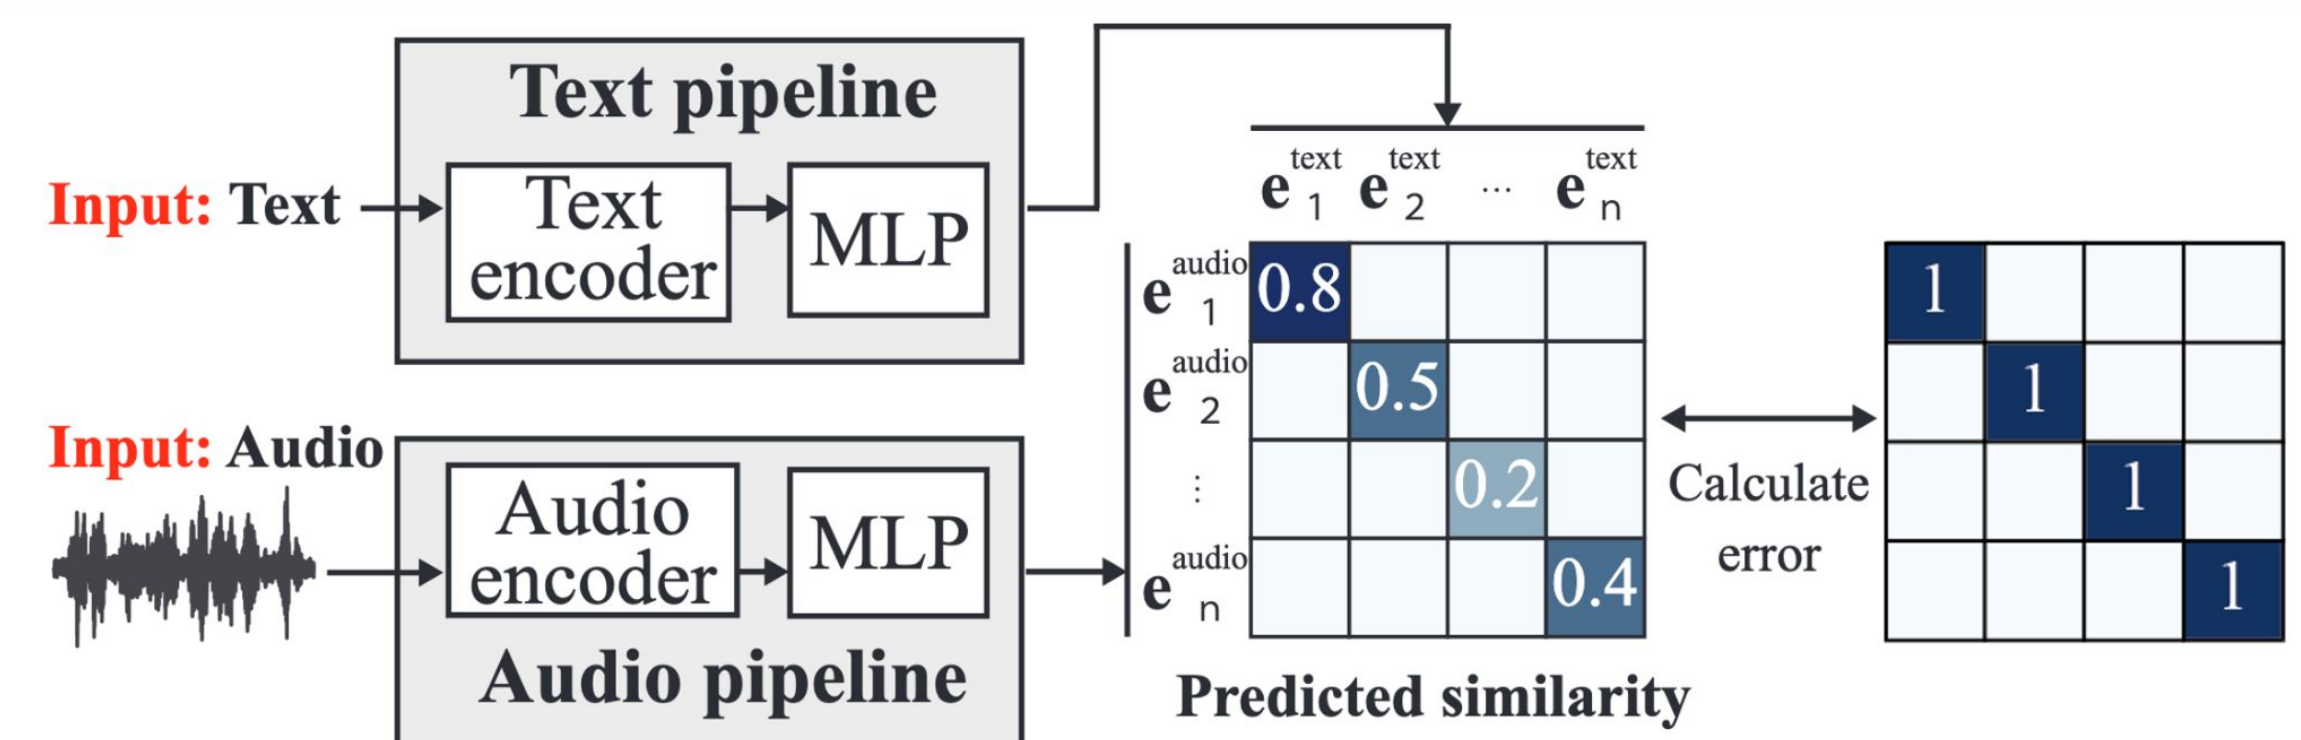 Text pipeline
Input: Text
Text
encoder
MLP
Input: Audio
Audio
encoder
MLP
Audio pipeline
e text 1 e text 2 ... e text n
e audio 1
e audio 2
⋮
e audio n
0.8
0.5
0.2
0.4
Predicted similarity
Calculate
error
1
1
1
1